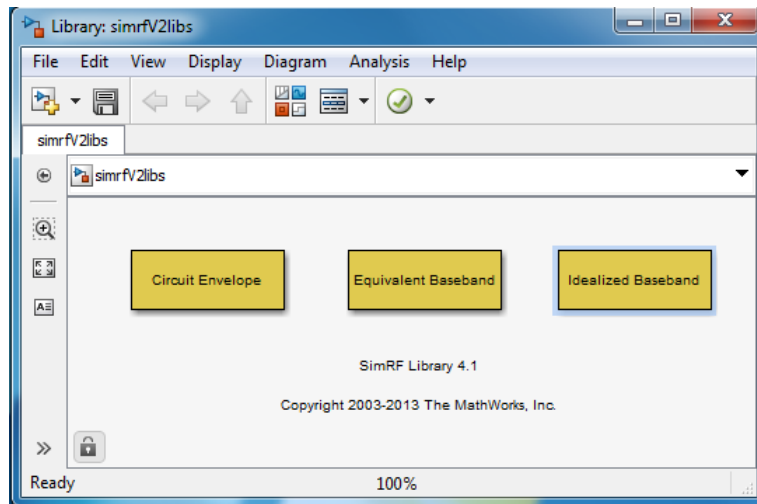 Library: simrfV2libs
File Edit View Display Diagram Analysis Help
simrfV2libs
simrfV2libs
Circuit Envelope Equivalent Baseband Idealized Baseband
SimRF Library 4.1
Copyright 2003-2013 The MathWorks, Inc.
Ready 100%